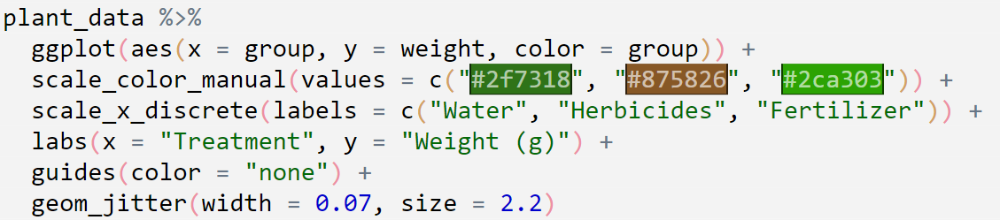 plant_data %>%
ggplot(aes(x = group, y = weight, color = group)) +
scale_color_manual(values = c("#2f7318", "#875826", "#2ca303")) +
scale_x_discrete(labels = c("Water", "Herbicides", "Fertilizer")) +
labs(x = "Treatment", y = "Weight (g)") +
guides(color = "none") +
geom_jitter(width = 0.07, size = 2.2)